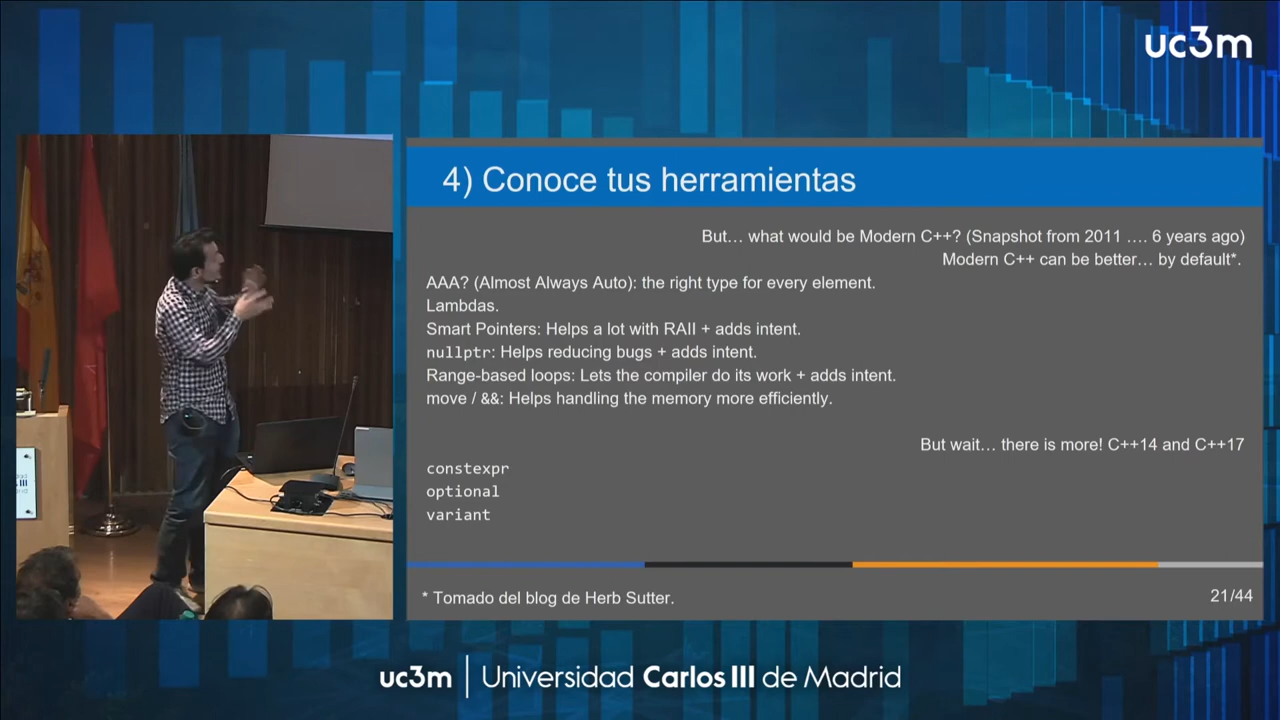 uc3m
4) Conoce tus herramientas
But… what would be Modern C++? (Snapshot from 2011 …. 6 years ago)
Modern C++ can be better… by default*.
AAA? (Almost Always Auto): the right type for every element.
Lambdas.
Smart Pointers: Helps a lot with RAII + adds intent.
nullptr: Helps reducing bugs + adds intent.
Range-based loops: Lets the compiler do its work + adds intent.
move / &&: Helps handling the memory more efficiently.
But wait… there is more! C++14 and C++17
constexpr
optional
variant
* Tomado del blog de Herb Sutter.
21/44
uc3m | Universidad Carlos III de Madrid